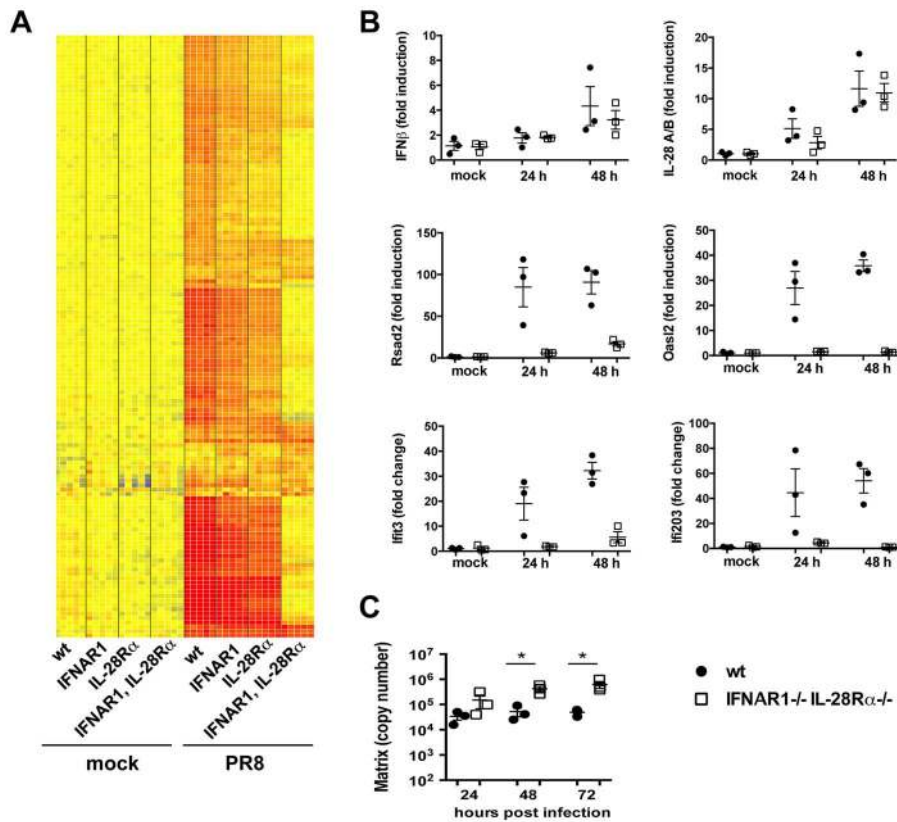 A
wt
IFNAR1
IL-28Rα
IFNAR1, IL-28Rα
wt
IFNAR1
IL-28Rα
IFNAR1, IL-28Rα
mock
PR8
B
IFNβ (fold induction)
10
8
6
4
2
0
mock
24 h
48 h
IL-28 A/B (fold induction)
20
15
10
5
0
mock
24 h
48 h
Rsad2 (fold induction)
150
100
50
0
mock
24 h
48 h
Oasl2 (fold induction)
50
40
30
20
10
0
mock
24 h
48 h
Ifit3 (fold change)
50
40
30
20
10
0
mock
24 h
48 h
Ifi203 (fold change)
100
80
60
40
20
0
mock
24 h
48 h
C
Matrix (copy number)
10⁷
10⁶
10⁵
10⁴
10³
10²
* *
24
48
72
hours post infection
wt
IFNAR1-/- IL-28Rα-/-